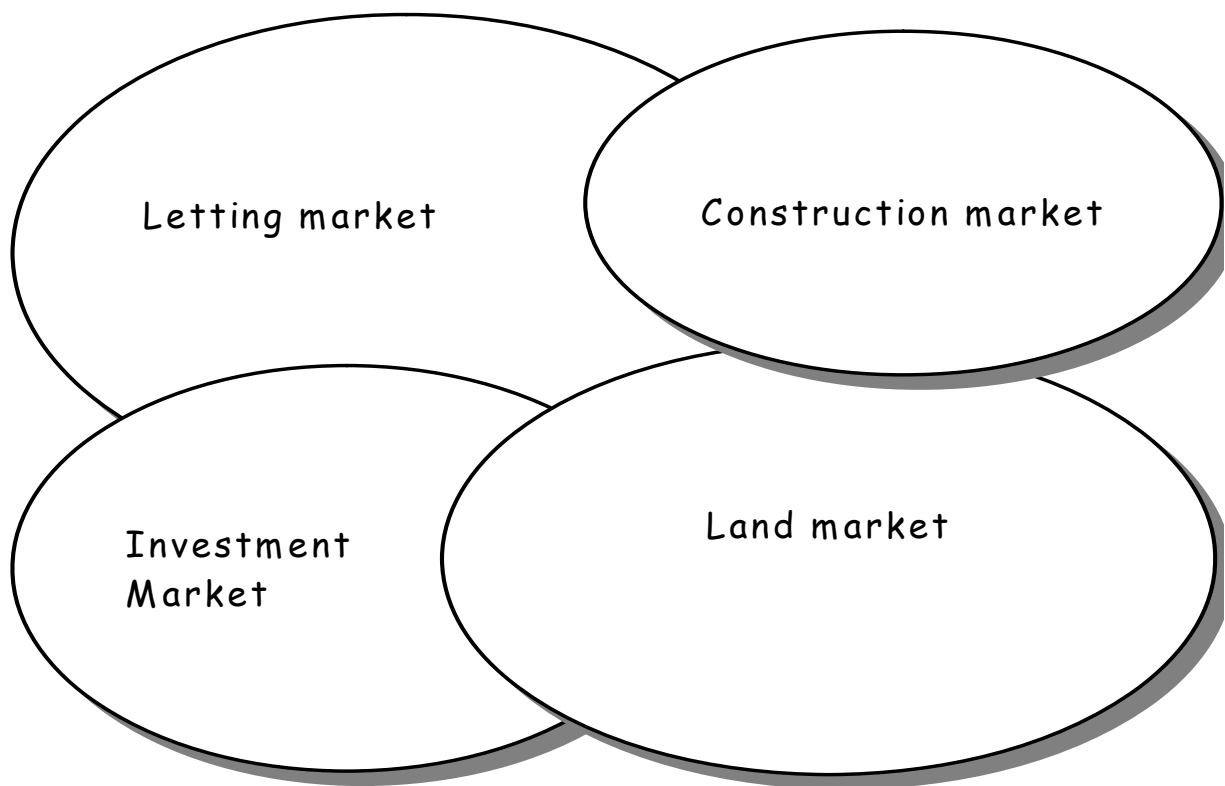 Letting market
Construction market
Land market
Investment
Market